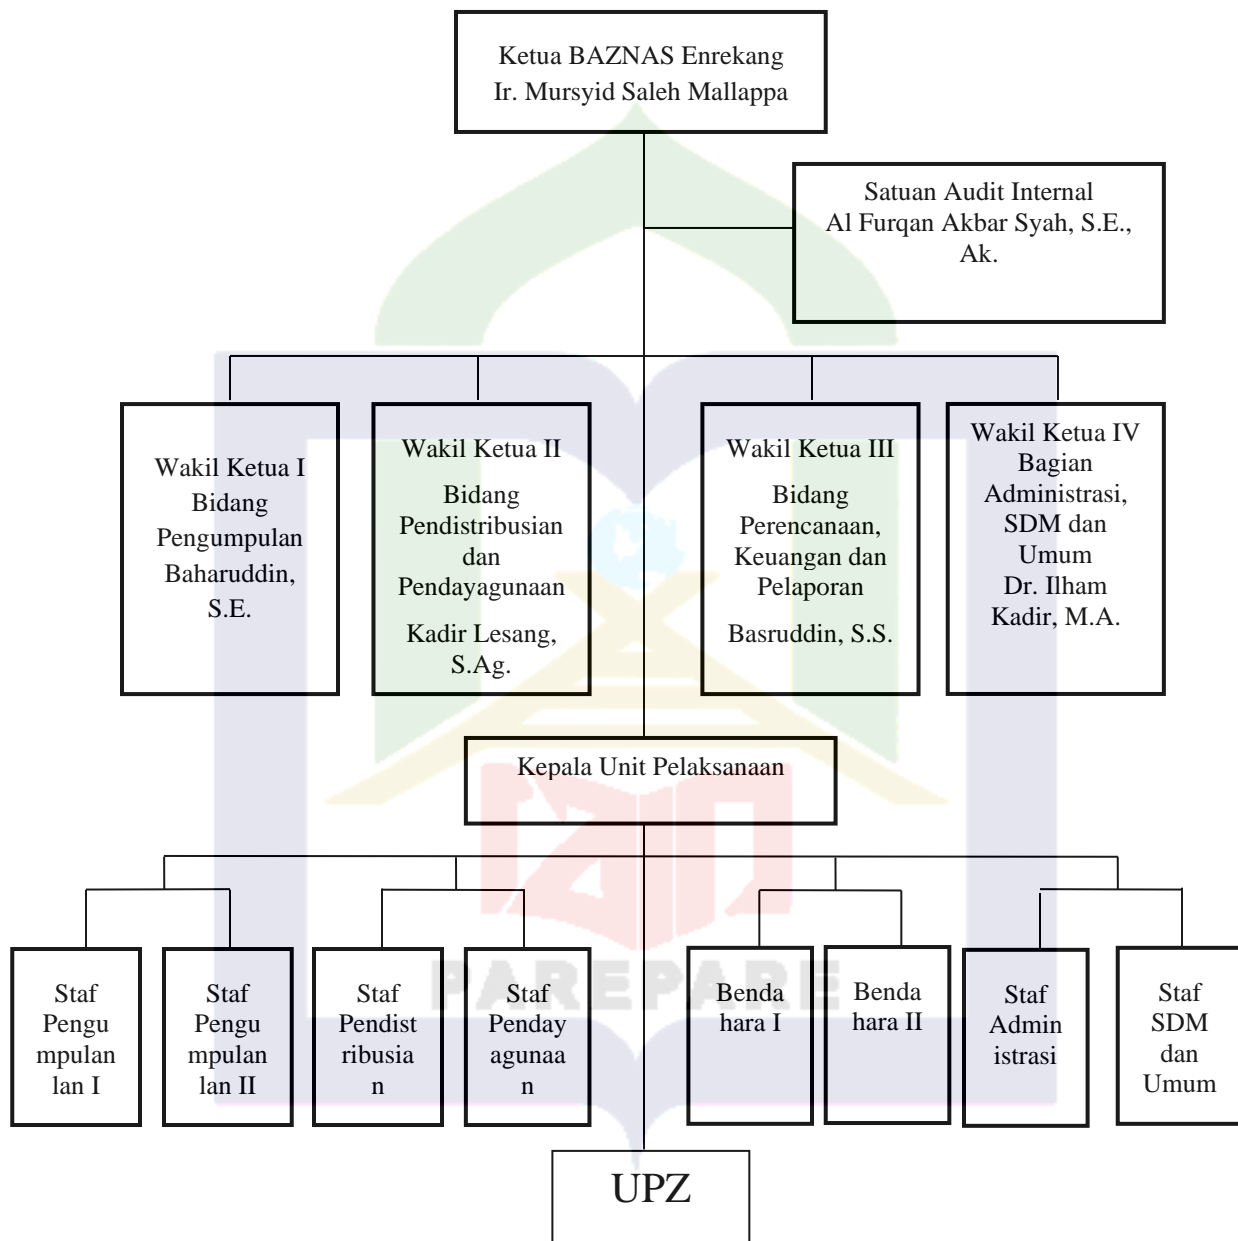 Ketua BAZNAS Enrekang
Ir. Mursyid Saleh Mallappa
Satuan Audit Internal
Al Furqan Akbar Syah, S.E.,
Ak.
Wakil Ketua I
Bidang
Pengumpulan
Baharuddin,
S.E.
Wakil Ketua II
Bidang
Pendistribusian
dan
Pendayagunaan
Kadir Lesang,
S.Ag.
Wakil Ketua III
Bidang
Perencanaan,
Keuangan dan
Pelaporan
Basruddin, S.S.
Wakil Ketua IV
Bagian
Administrasi,
SDM dan
Umum
Dr. Ilham
Kadir, M.A.
Kepala Unit Pelaksanaan
iain
PAREPARE
Staf
Pengu
mpulan
lan I
Staf
Pengu
mpulan
lan II
Staf
Pendist
ribusia
n
Staf
Penday
agunaa
n
Benda
hara I
Benda
hara II
Staf
Admin
istrasi
Staf
SDM
dan
Umum
UPZ